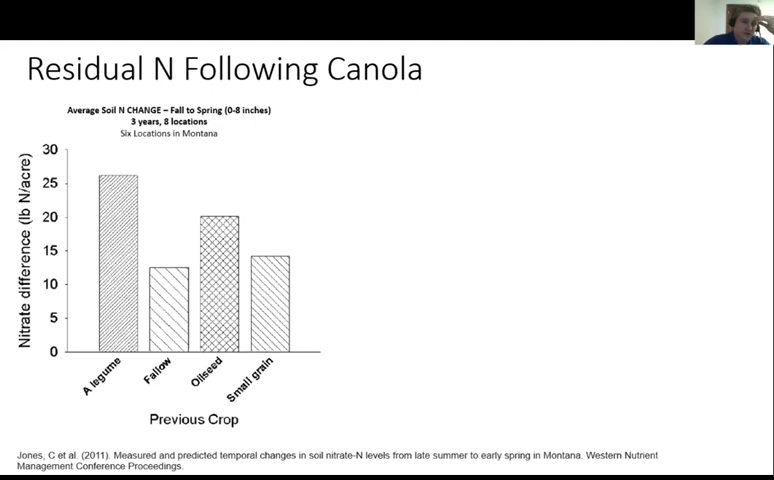 Residual N Following Canola
Average Soil N CHANGE – Fall to Spring (0-8 inches)
3 years, 8 locations
Six Locations in Montana
Nitrate difference (lb N/acre)
30
25
20
15
10
5
0
A legume
Fallow
Oilseed
Small grain
Previous Crop
Jones, C et al. (2011). Measured and predicted temporal changes in soil nitrate-N levels from late summer to early spring in Montana. Western Nutrient
Management Conference Proceedings.